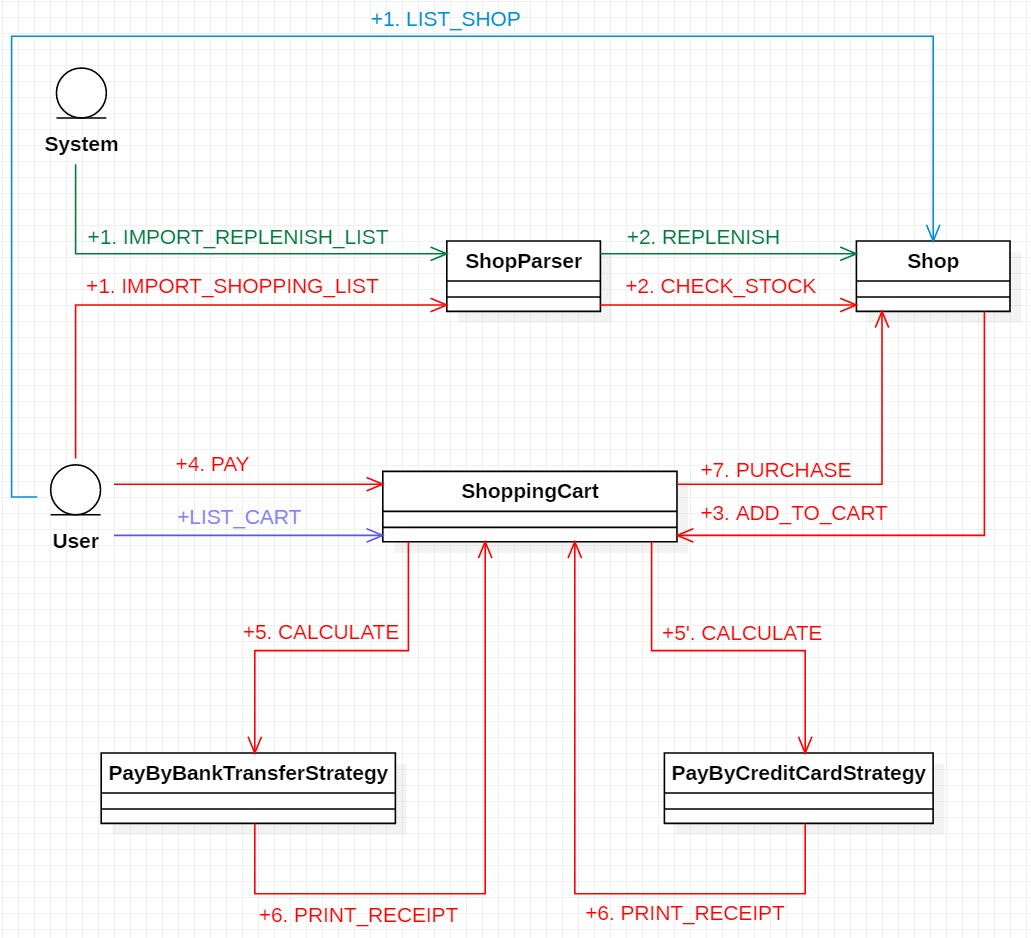 +1. LIST_SHOP
System
+1. IMPORT_REPLENISH_LIST
+2. REPLENISH
ShopParser
Shop
+1. IMPORT_SHOPPING_LIST
+2. CHECK_STOCK
+4. PAY
+7. PURCHASE
ShoppingCart
+LIST_CART
+3. ADD_TO_CART
User
+5. CALCULATE
+5'. CALCULATE
PayByBankTransferStrategy
PayByCreditCardStrategy
+6. PRINT_RECEIPT
+6. PRINT_RECEIPT